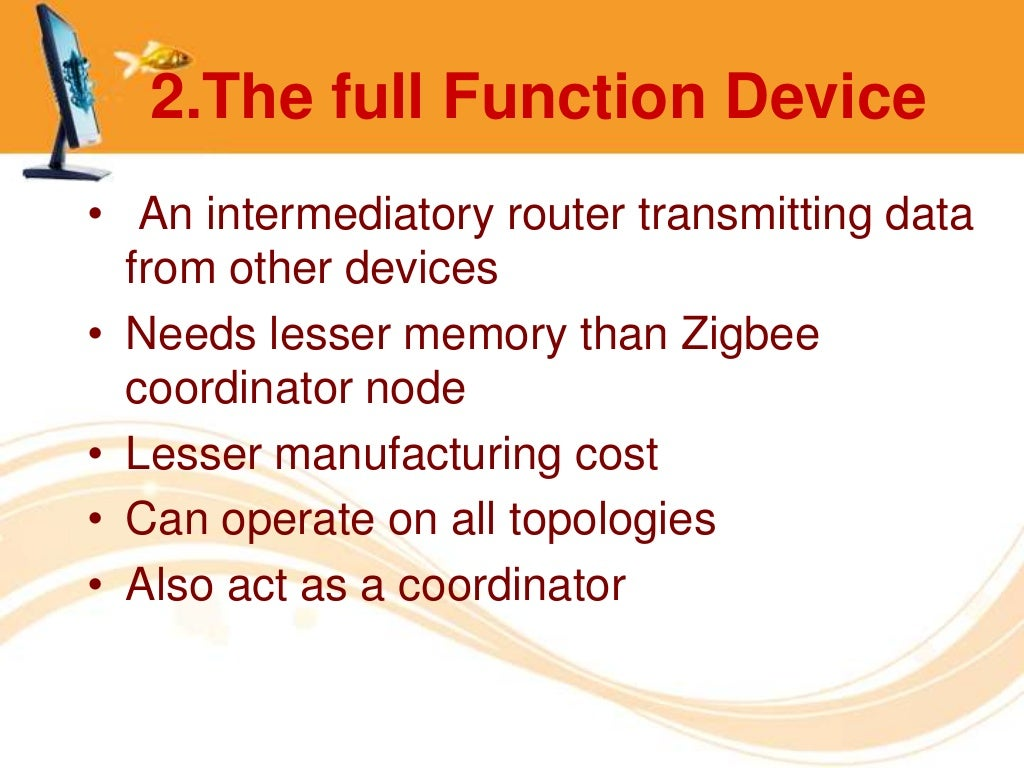 2.The full Function Device
• An intermediatory router transmitting data
from other devices
• Needs lesser memory than Zigbee
coordinator node
• Lesser manufacturing cost
• Can operate on all topologies
• Also act as a coordinator